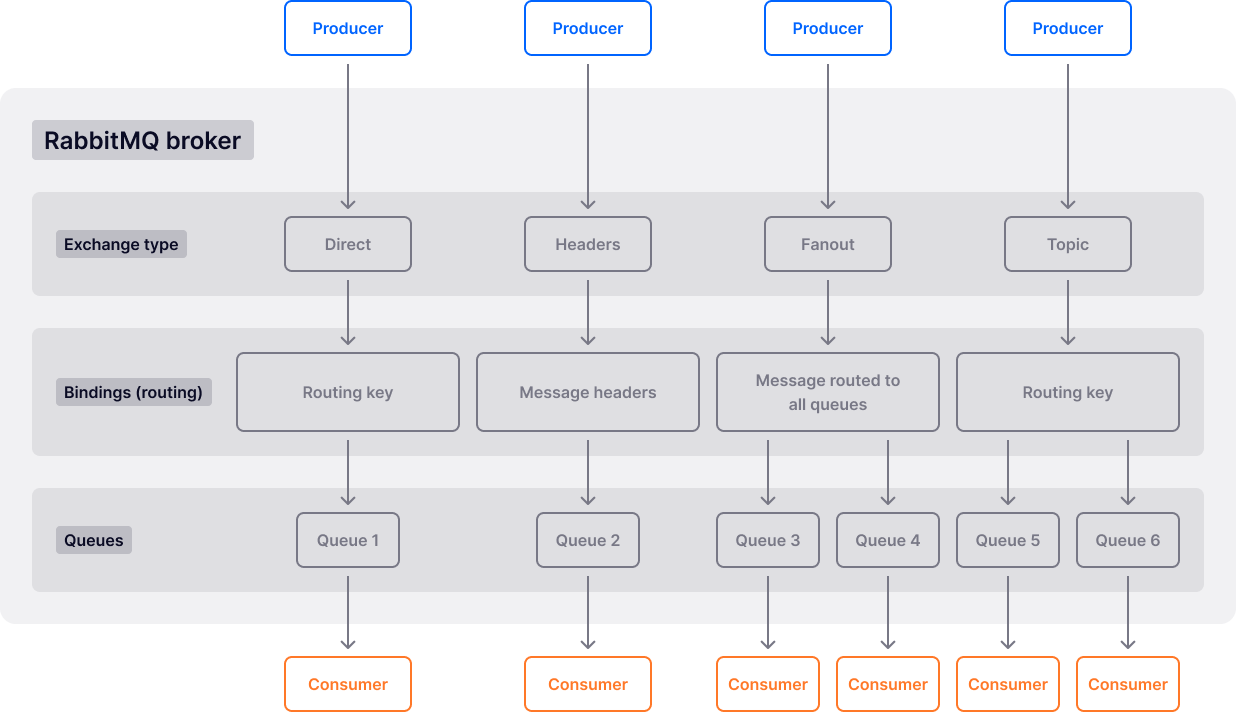 Producer
Producer
Producer
Producer
RabbitMQ broker
Exchange type
Direct
Headers
Fanout
Topic
Bindings (routing)
Routing key
Message headers
Message routed to
all queues
Routing key
Queues
Queue 1
Queue 2
Queue 3
Queue 4
Queue 5
Queue 6
Consumer
Consumer
Consumer
Consumer
Consumer
Consumer